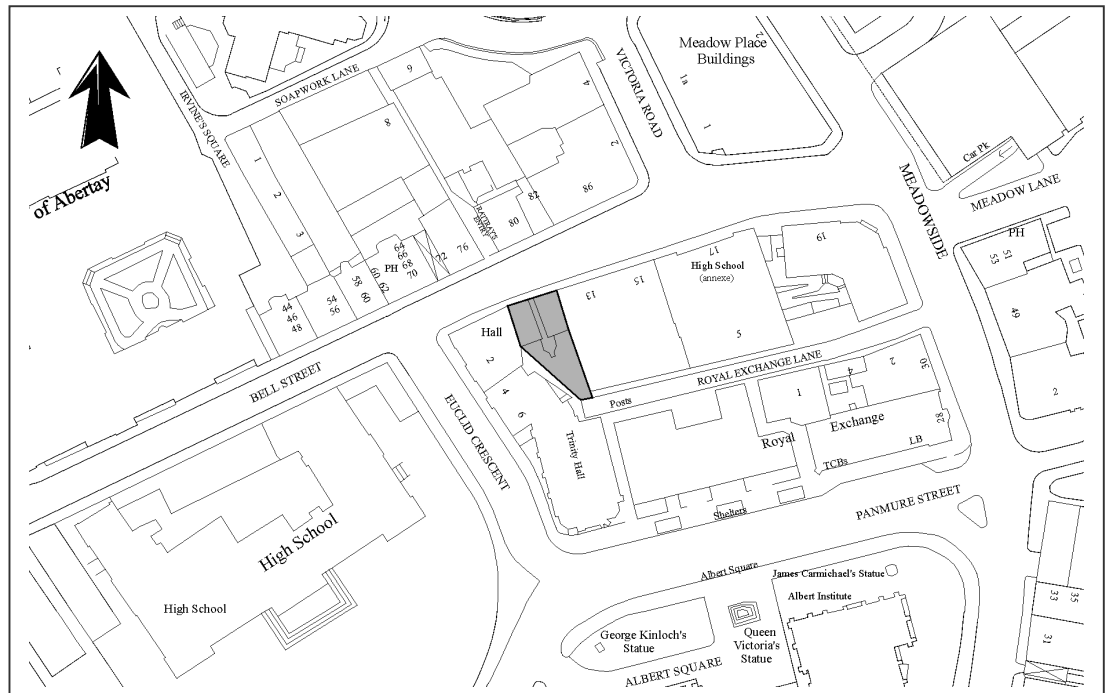 SOAPWORK LANE
IRVINE'S SQUARE
VICTORIA ROAD
Meadow Place
Buildings
1a
2
1
9
8
4
2
86
1
2
3
of Abertay
RATTRAY'S
ENTRY
82
80
76
72
64
66
68
70
PH
60
62
58
60
54
56
44
46
48
MEADOWSIDE
Car Pk
MEADOW LANE
PH
51
53
49
2
17
High School
(annexe)
19
15
13
5
Hall
2
4
6
BELL STREET
EUCLID CRESCENT
ROYAL EXCHANGE LANE
Posts
Trinity Hall
1
4
2
30
28
Royal
Exchange
LB
TCBs
Shelters
PANMURE STREET
High School
High School
Albert Square
James Carmichael's Statue
Albert Institute
George Kinloch's
Statue
Queen
Victoria's
Statue
ALBERT SQUARE
33
35
31